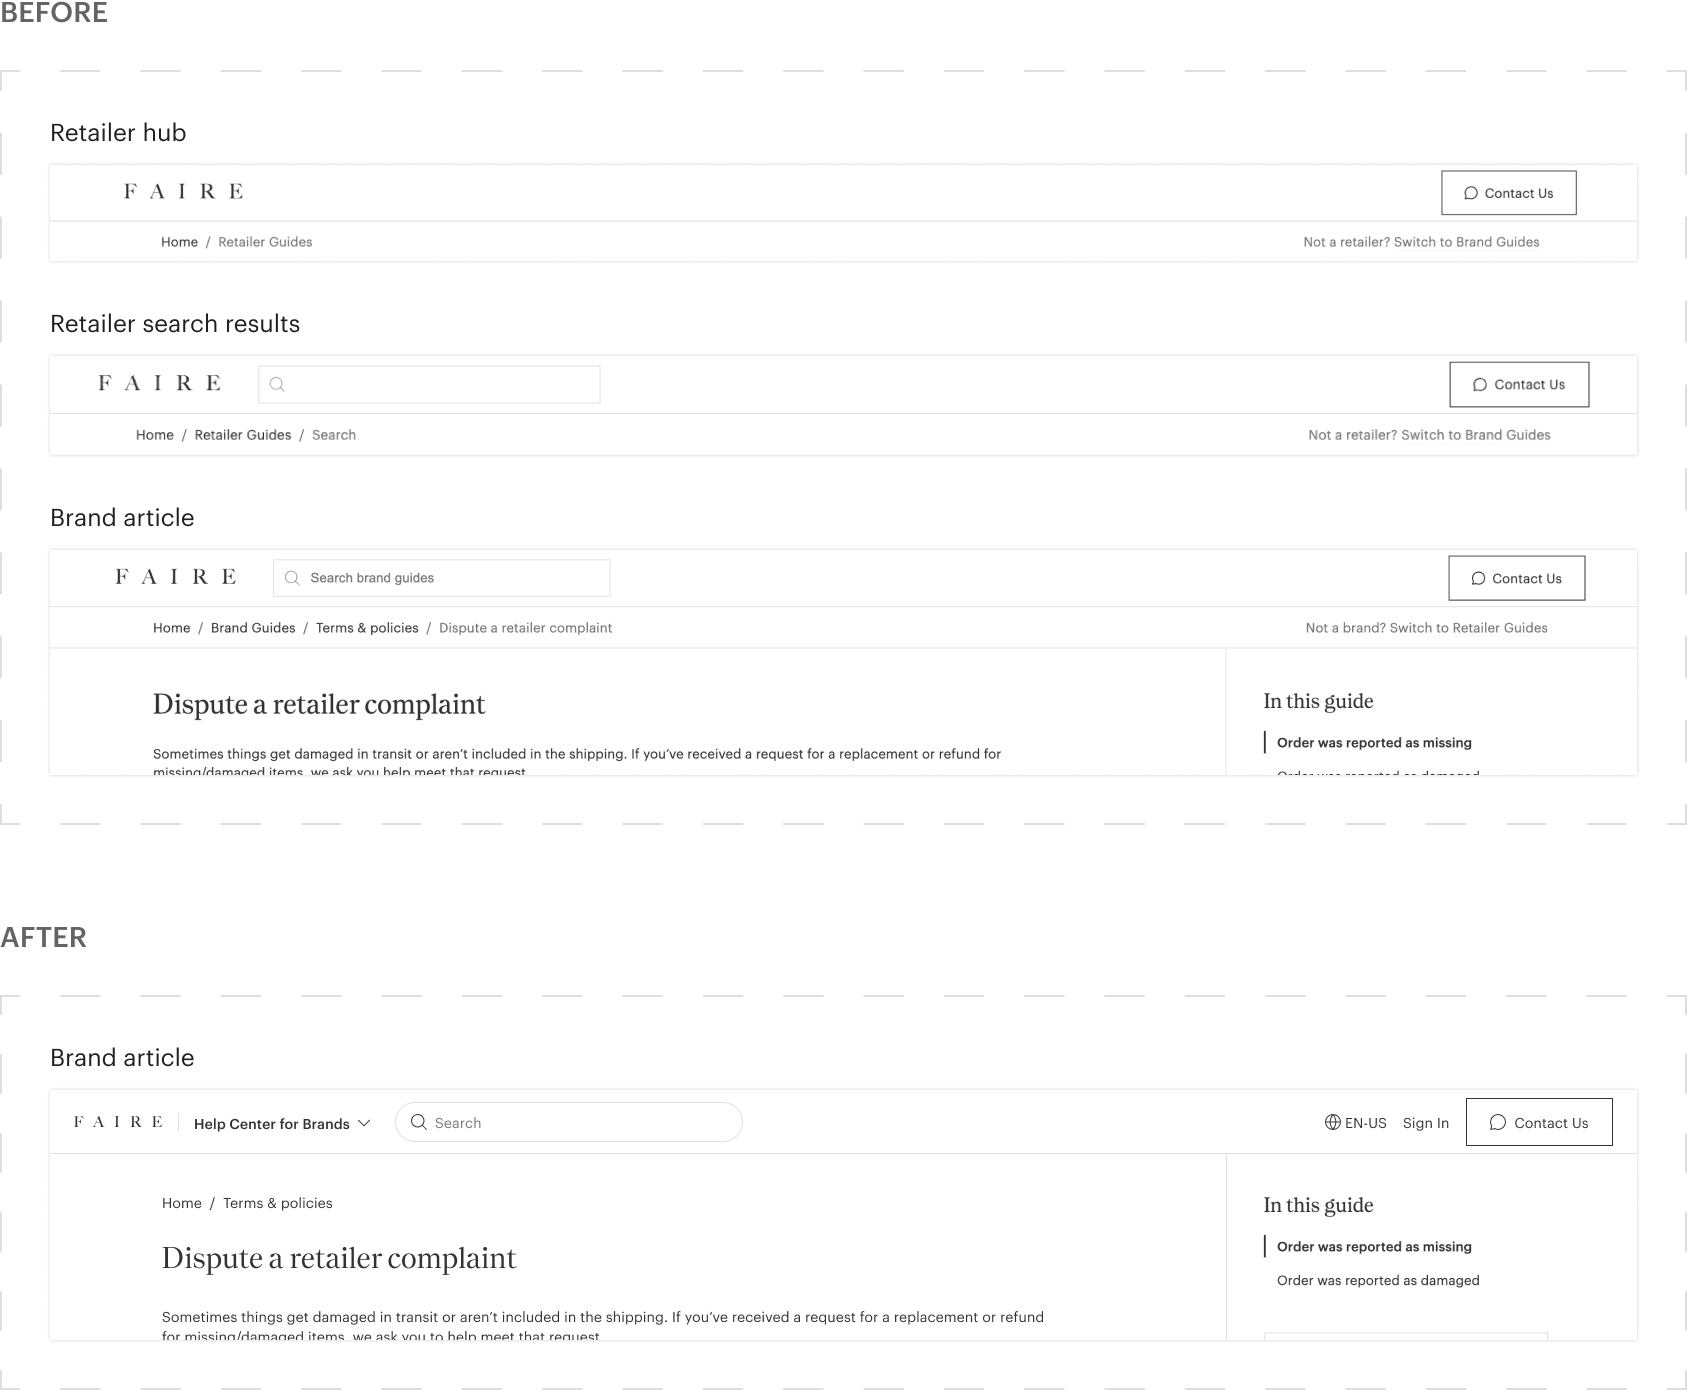 BEFORE
Retailer hub
FAIRE
Contact Us
Home / Retailer Guides
Not a retailer? Switch to Brand Guides
Retailer search results
FAIRE
Contact Us
Home / Retailer Guides / Search
Not a retailer? Switch to Brand Guides
Brand article
FAIRE
Search brand guides
Contact Us
Home / Brand Guides / Terms & policies / Dispute a retailer complaint
Not a brand? Switch to Retailer Guides
Dispute a retailer complaint
Sometimes things get damaged in transit or aren’t included in the shipping. If you’ve received a request for a replacement or refund for
missing/damaged items, we ask you help meet that request
In this guide
Order was reported as missing
Order was reported as damaged
AFTER
Brand article
FAIRE
Help Center for Brands
Search
EN-US
Sign In
Contact Us
Home / Terms & policies
Dispute a retailer complaint
Sometimes things get damaged in transit or aren’t included in the shipping. If you’ve received a request for a replacement or refund
for missing/damaged items, we ask you to help meet that request
In this guide
Order was reported as missing
Order was reported as damaged